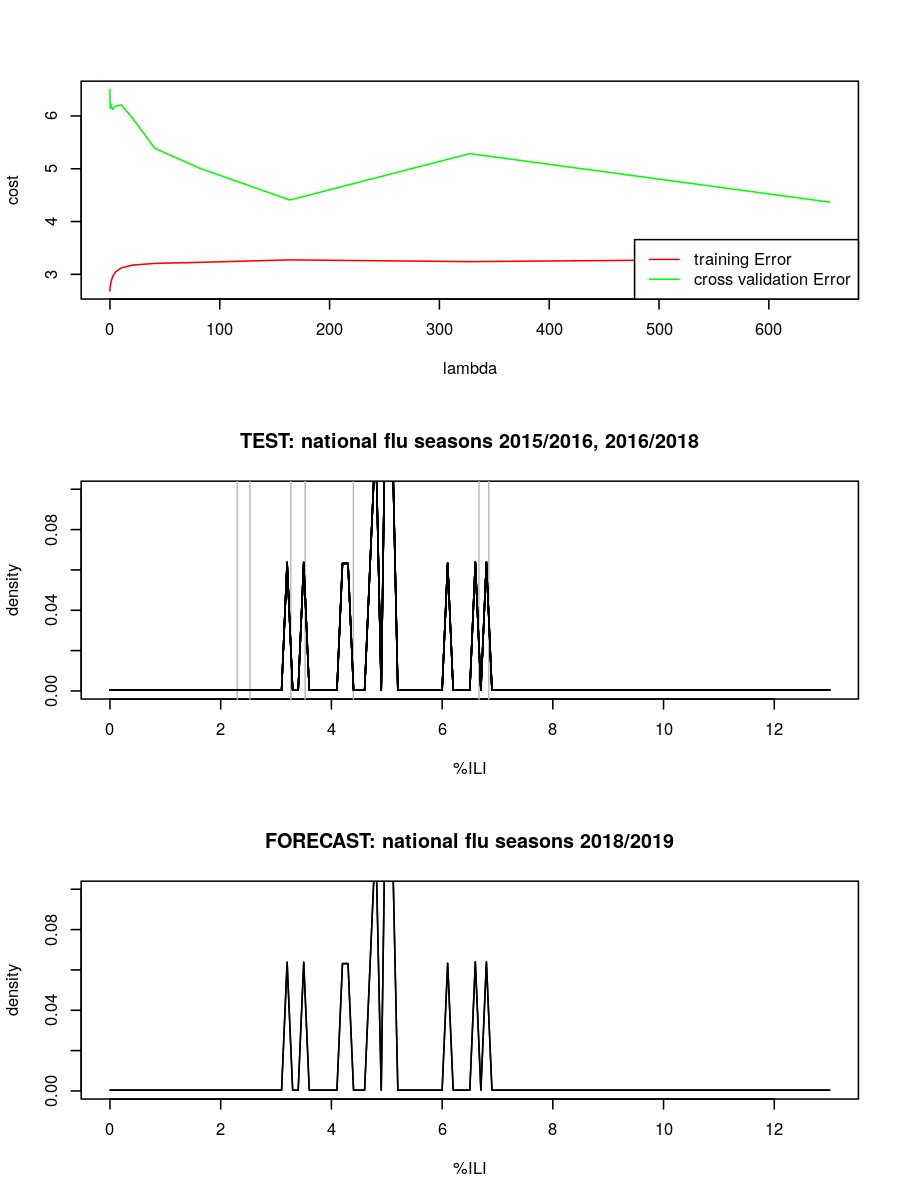 6
5
4
3
cost
training Error
cross validation Error
0 100 200 300 400 500 600
lambda
TEST: national flu seasons 2015/2016, 2016/2018
0.08
0.04
0.00
density
0 2 4 6 8 10 12
%ILI
FORECAST: national flu seasons 2018/2019
0.08
0.04
0.00
density
0 2 4 6 8 10 12
%ILI